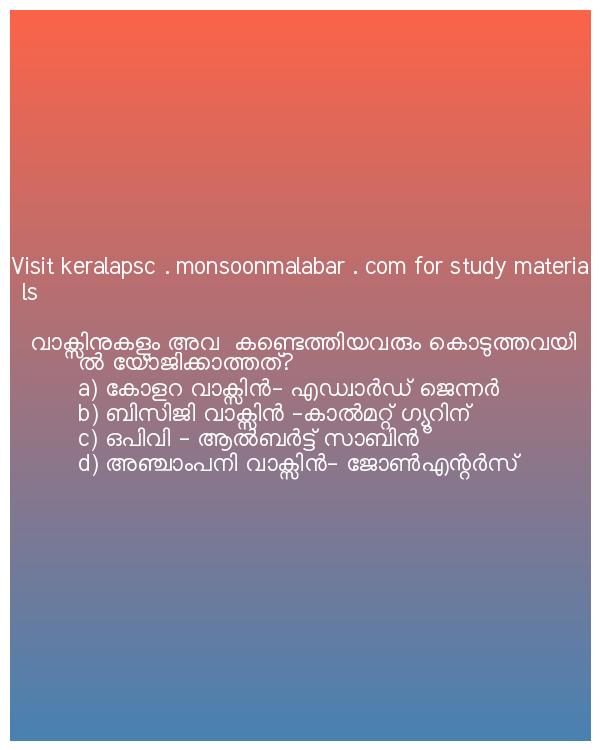 Visit keralapsc . monsoonmalabar . com for study materia
ls
വാക്സിനുകളും അവ കണ്ടെത്തിയവരും കൊടുത്തവയി
ൽ യോജിക്കാത്തത്?
a) കോളറ വാക്സിൻ- എഡ്വാർഡ് ജെന്നർ
b) ബിസിജി വാക്സിൻ -കാൽമറ്റ് ഗ്യൂറിന്
c) ഒപിവി - ആൽബർട്ട് സാബിൻ
d) അഞ്ചാംപനി വാക്സിൻ- ജോൺഎന്റർസ്